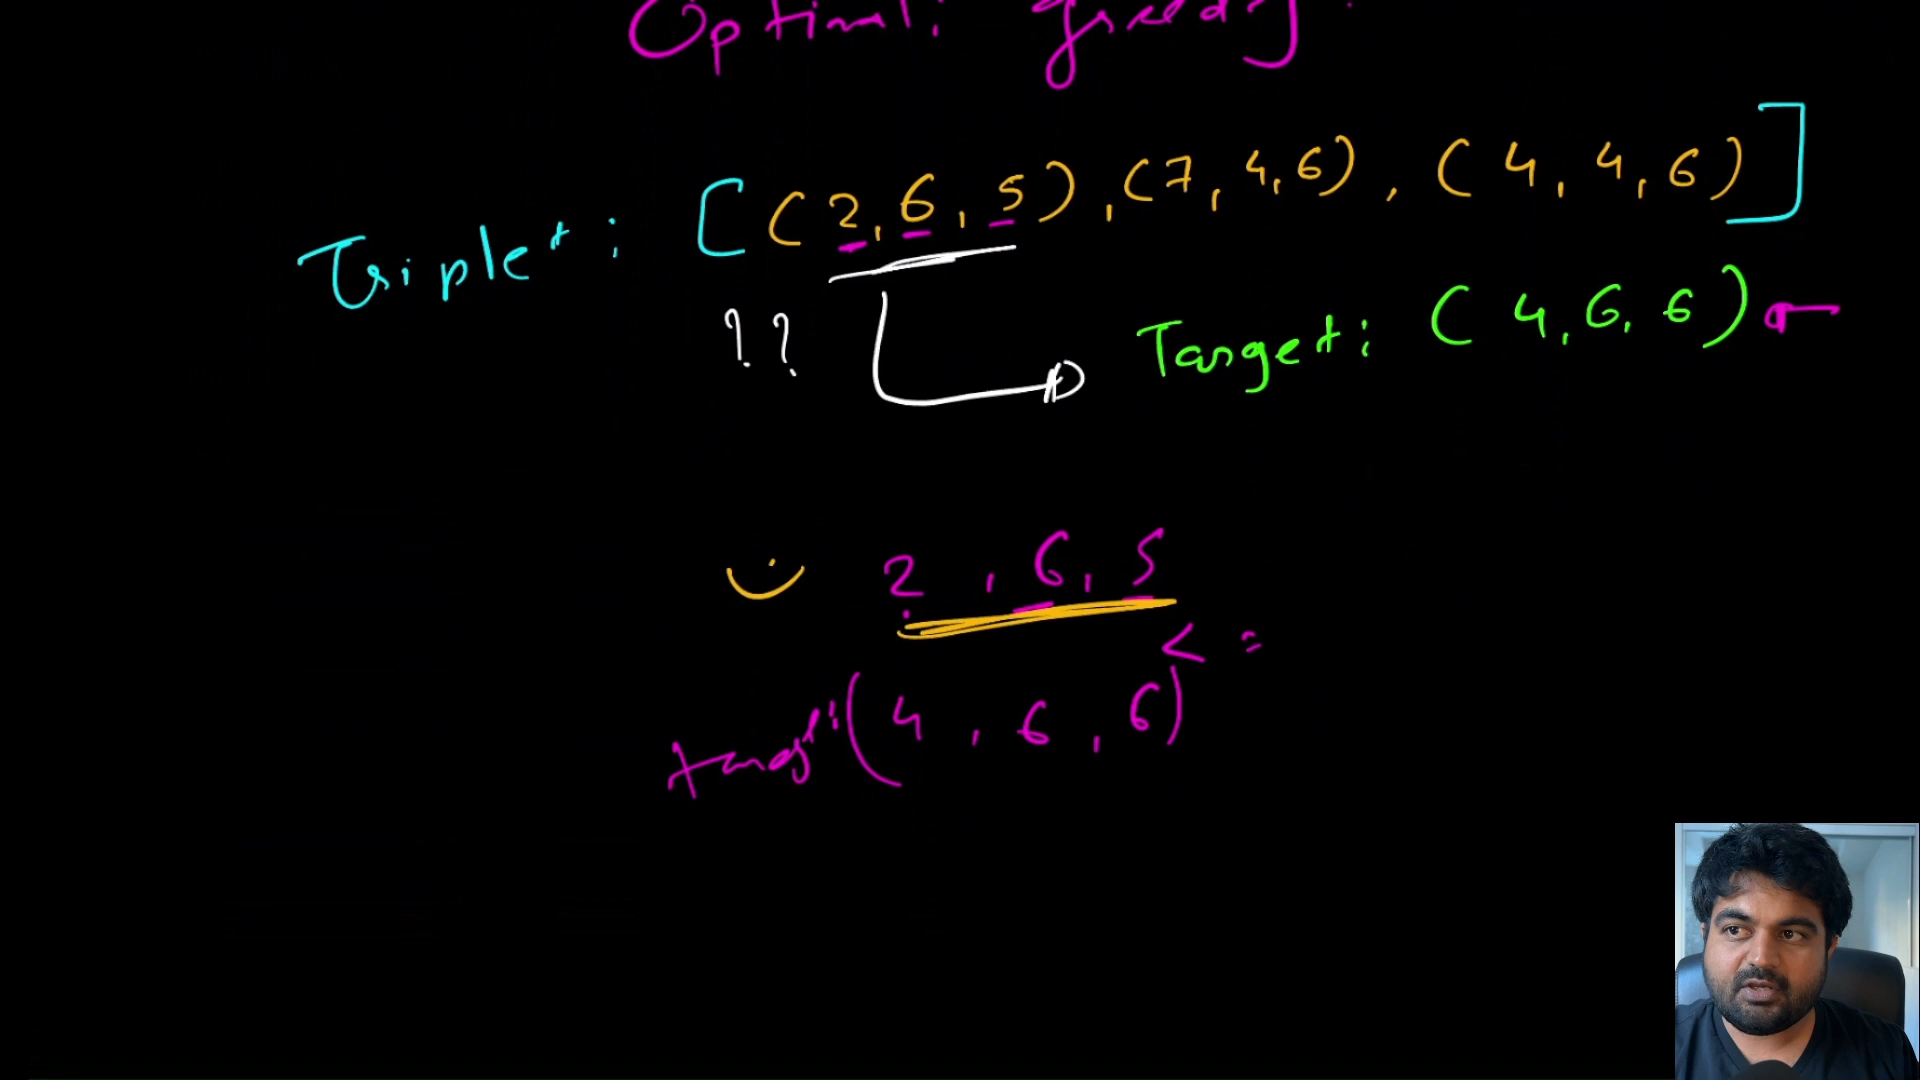 Optimal: greedy:
Triplet: [(2, 6, 5), (7, 4, 6), (4, 4, 6)]
?? Target: (4, 6, 6)
2, 6, 5
< =
target: (4, 6, 6)